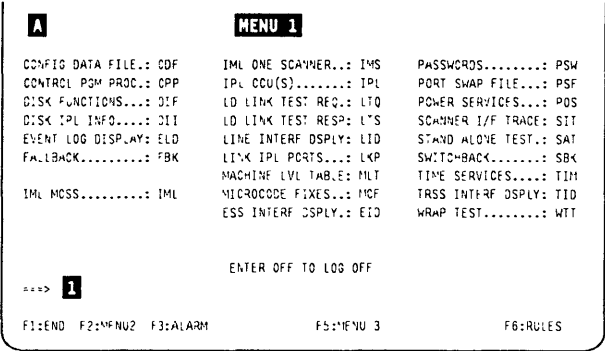 A MENU 1
CONFIG DATA FILE.: CDF IML ONE SCANNER..: IMS PASSWORDS........: PSW
CONTROL PGM PROC.: CPP IPL CCU(S).......: IPL PORT SWAP FILE...: PSF
DISK FUNCTIONS...: DIF LD LINK TEST REQ.: LTQ POWER SERVICES...: POS
DISK IPL INFO....: DII LD LINK TEST RESP: LTS SCANNER I/F TRACE: SIT
EVENT LOG DISPLAY: ELD LINE INTERF DSPLY: LID STAND ALONE TEST.: SAT
FALLBACK.........: FBK LINK IPL PORTS...: LKP SWITCHBACK.......: SBK
MACHINE LVL TABLE: MLT TIME SERVICES....: TIM
IML MOSS.........: IML MICROCODE FIXES..: MCF TRSS INTERF DSPLY: TID
ESS INTERF DSPLY.: EID WRAP TEST........: WTT
ENTER OFF TO LOG OFF
===> 1
F1:END F2:MENU2 F3:ALARM F5:MENU 3 F6:RULES